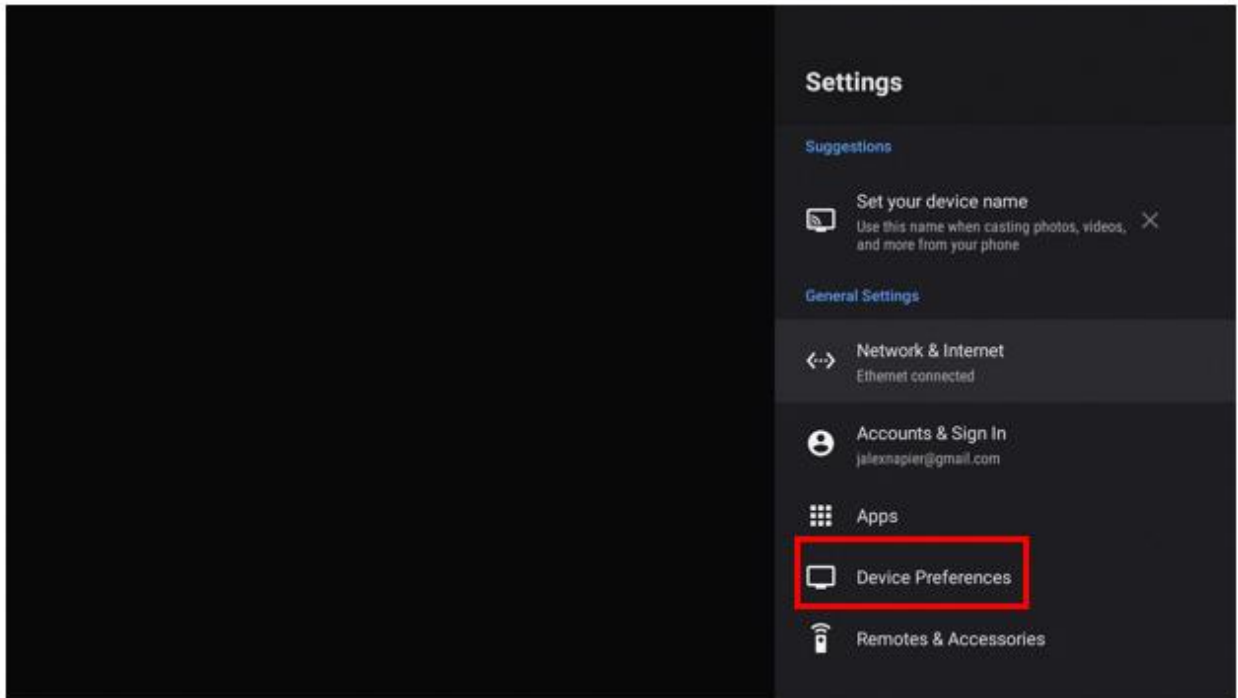 Settings
Suggestions
Set your device name
Use this name when casting photos, videos,
and more from your phone
General Settings
Network & Internet
Ethernet connected
Accounts & Sign In
jalexnapier@gmail.com
Apps
Device Preferences
Remotes & Accessories